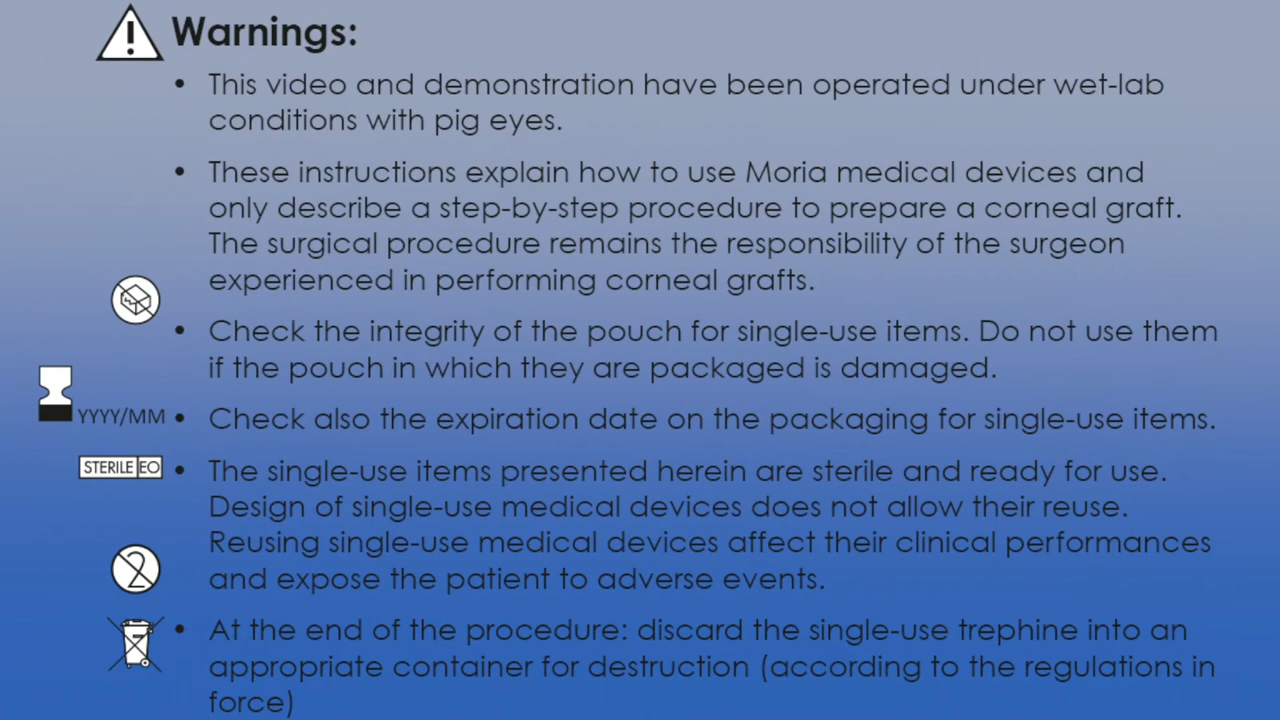 Warnings:
• This video and demonstration have been operated under wet-lab
conditions with pig eyes.
• These instructions explain how to use Moria medical devices and
only describe a step-by-step procedure to prepare a corneal graft.
The surgical procedure remains the responsibility of the surgeon
experienced in performing corneal grafts.
• Check the integrity of the pouch for single-use items. Do not use them
if the pouch in which they are packaged is damaged.
YYYY/MM • Check also the expiration date on the packaging for single-use items.
STERILE EO • The single-use items presented herein are sterile and ready for use.
Design of single-use medical devices does not allow their reuse.
Reusing single-use medical devices affect their clinical performances
2
and expose the patient to adverse events.
• At the end of the procedure: discard the single-use trephine into an
appropriate container for destruction (according to the regulations in
force)